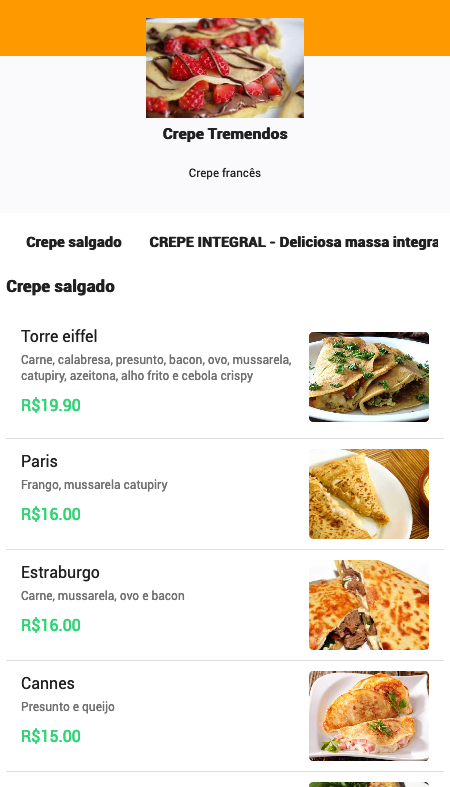 Crepe Tremendos
Crepe francês
Crepe salgado
CREPE INTEGRAL - Deliciosa massa integra
Crepe salgado
Torre eiffel
Carne, calabresa, presunto, bacon, ovo, mussarela,
catupiry, azeitona, alho frito e cebola crispy
R$19.90
Paris
Frango, mussarela catupiry
R$16.00
Estraburgo
Carne, mussarela, ovo e bacon
R$16.00
Cannes
Presunto e queijo
R$15.00